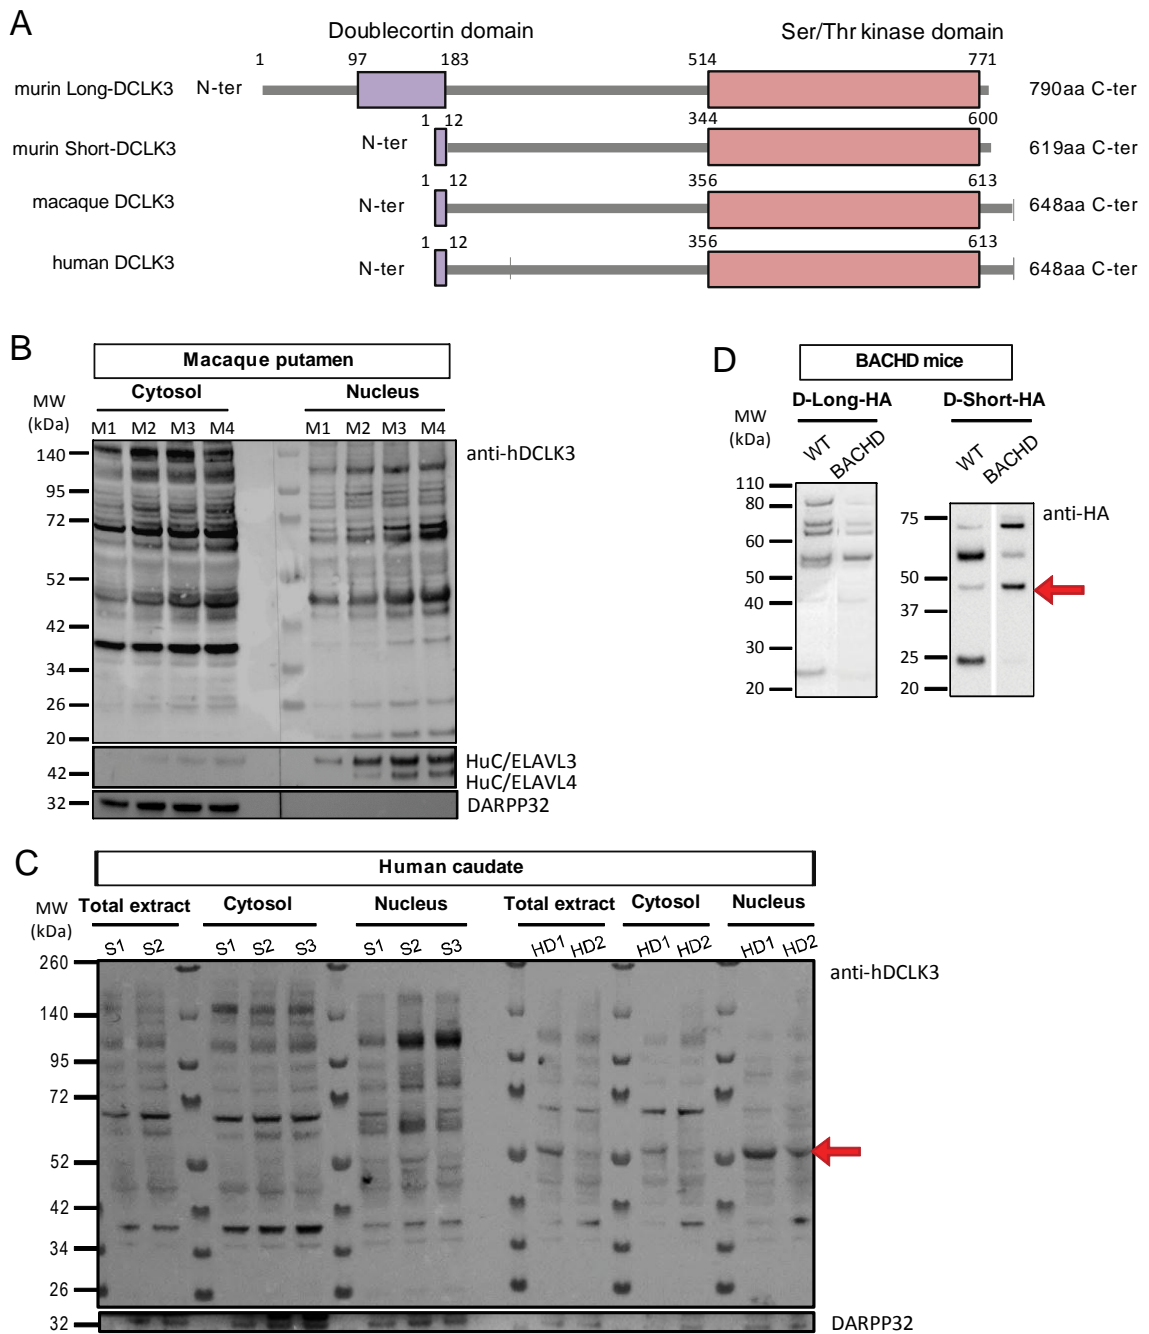 A
Doublecortin domain
Ser/Thr kinase domain
1 97 183 514 771
murin Long-DCLK3 N-ter 790aa C-ter
1 12 344 600
murin Short-DCLK3 N-ter 619aa C-ter
1 12 356 613
macaque DCLK3 N-ter 648aa C-ter
1 12 356 613
human DCLK3 N-ter 648aa C-ter
B
Macaque putamen
Cytosol Nucleus
MW
(kDa)
M1 M2 M3 M4 M1 M2 M3 M4
140
95
72
52
42
34
26
20
anti-hDCLK3
HuC/ELAVL3
42
HuC/ELAVL4
32
DARPP32
D
BACHD mice
D-Long-HA D-Short-HA
MW
(kDa)
WT BACHD WT BACHD
110
80
60
50
40
30
20
75
50
37
25
20
anti-HA
C
Human caudate
MW
(kDa)
Total extract Cytosol Nucleus Total extract Cytosol Nucleus
S1 S2 S1 S2 S3 S1 S2 S3 HD1 HD2 HD1 HD2 HD1 HD2
260
140
95
72
52
42
34
26
anti-hDCLK3
32
DARPP32